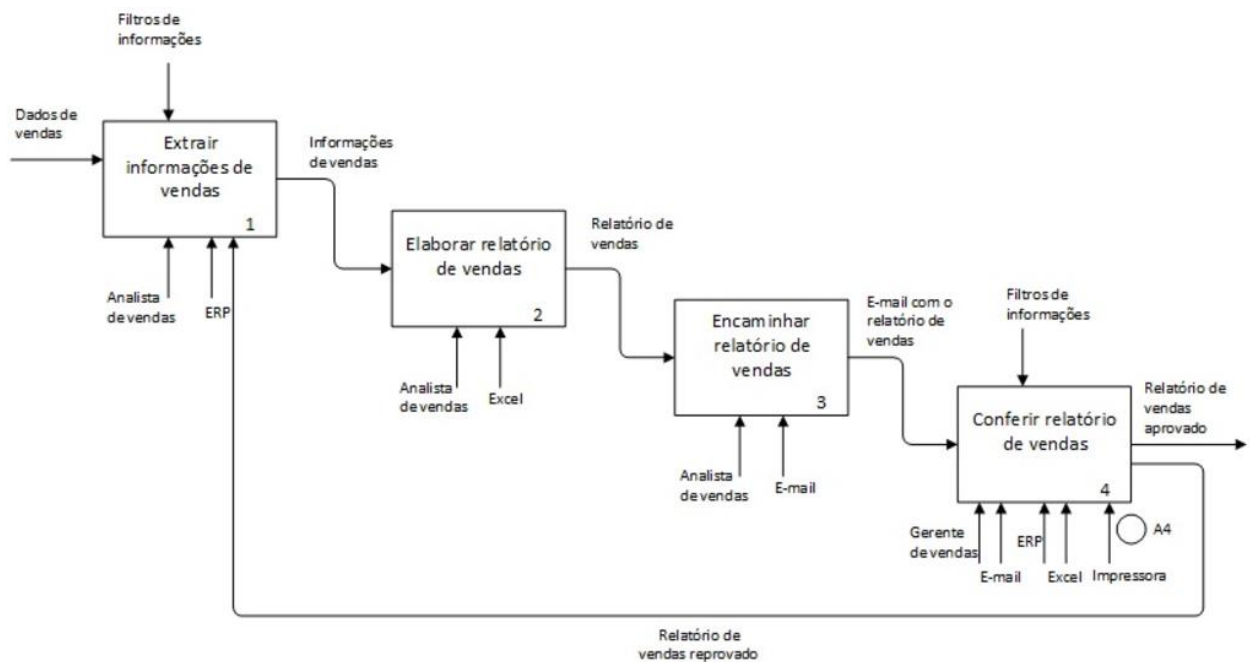 Filtros de
informações
Dados de
vendas
Extrair
informações de
vendas
1
Informações
de vendas
Analista
de vendas
ERP
Elaborar relatório
de vendas
2
Relatório de
vendas
Analista
de vendas
Excel
Encaminhar
relatório de
vendas
3
E-mail com o
relatório de
vendas
Analista
de vendas
E-mail
Filtros de
informações
Conferir relatório
de vendas
4
Relatório de
vendas
aprovado
Gerente
de vendas
E-mail
ERP
Excel
Impressora
A4
Relatório de
vendas reprovado